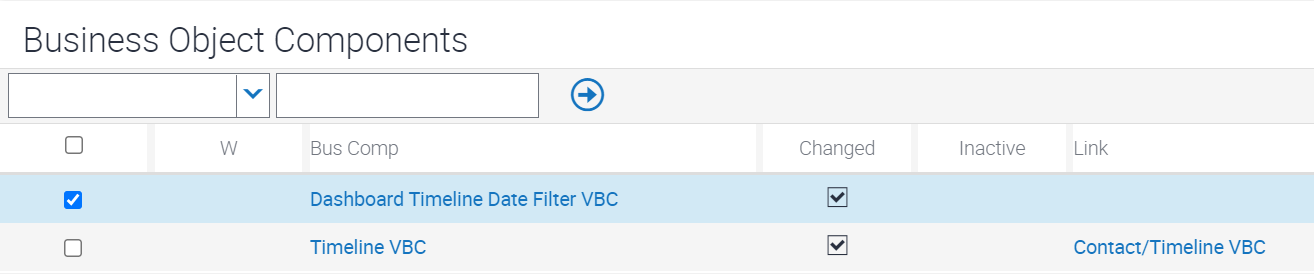 Business Object Components
W Bus Comp Changed Inactive Link
Dashboard Timeline Date Filter VBC
Timeline VBC Contact/Timeline VBC